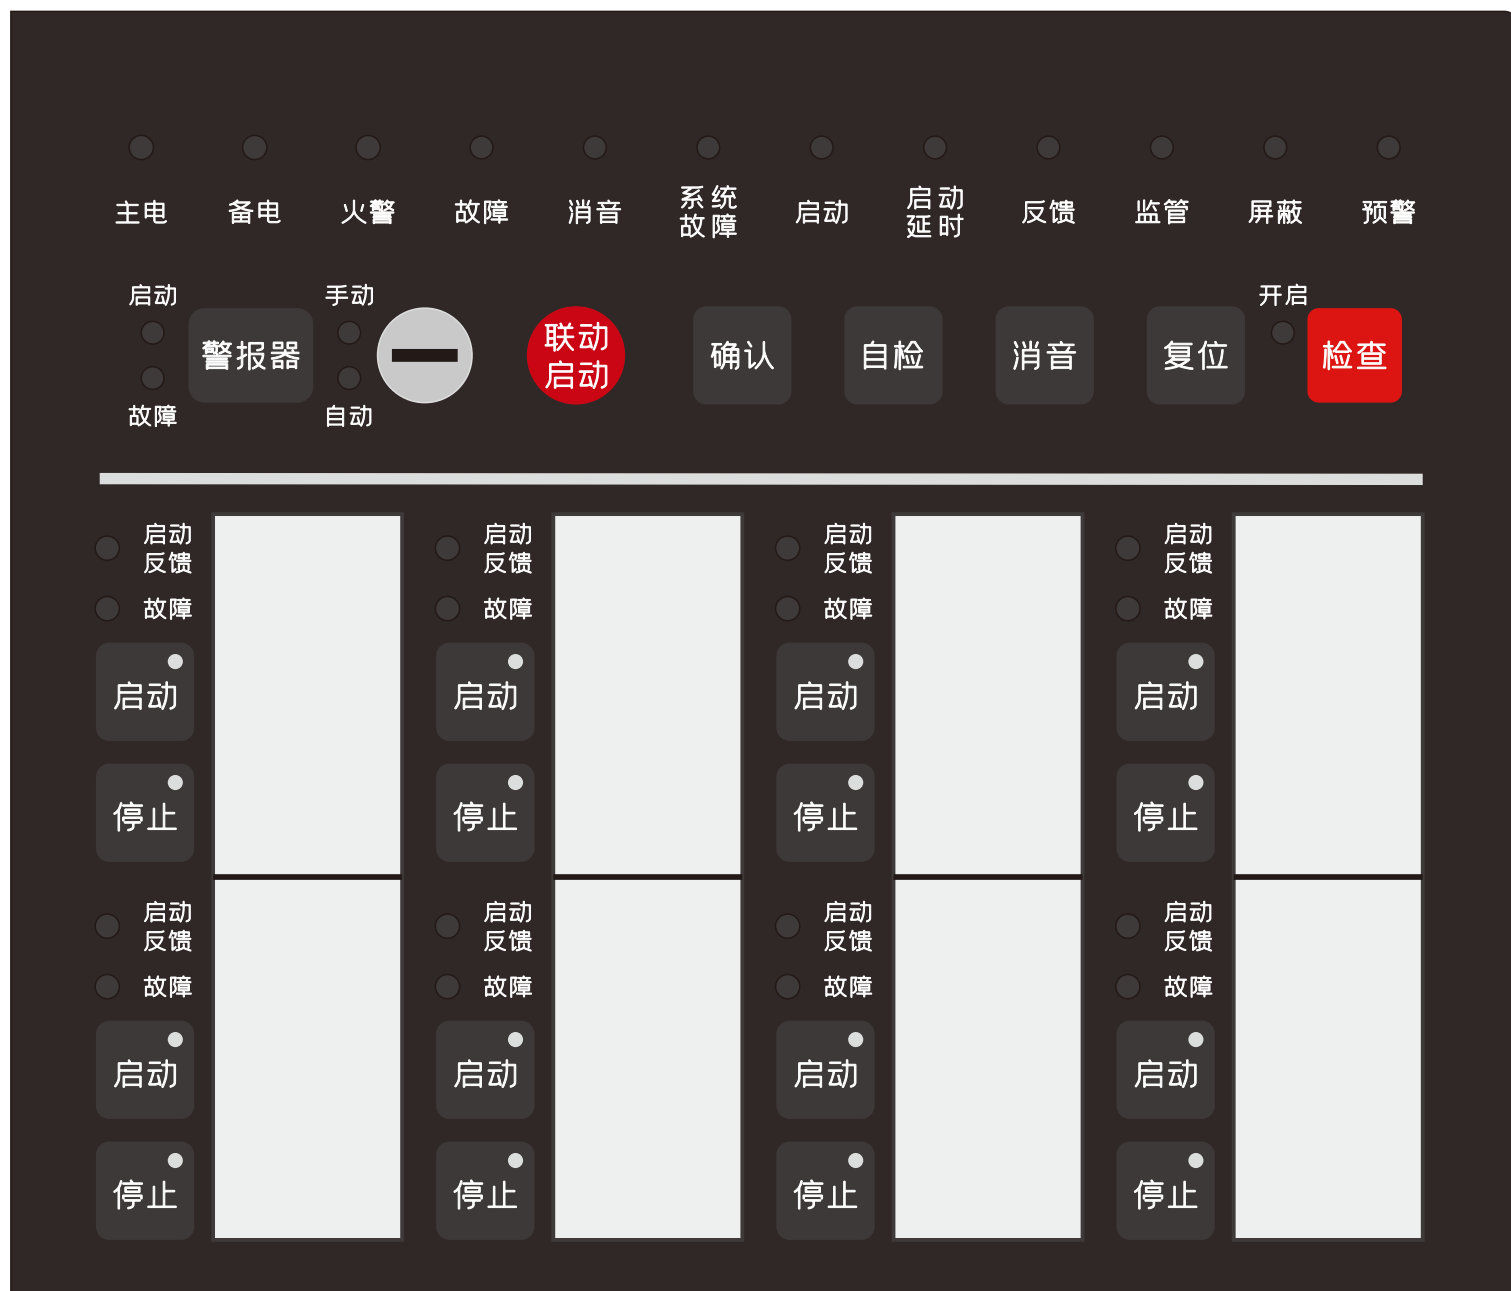 主电
备电
火警
故障
消音
系统
故障
启动
启动
延时
反馈
监管
屏蔽
预警
启动
故障
警报器
手动
自动
联动
启动
确认
自检
消音
复位
开启
检查
启动
反馈
故障
启动
停止
启动
反馈
故障
启动
停止
启动
反馈
故障
启动
停止
启动
反馈
故障
启动
停止
启动
反馈
故障
启动
停止
启动
反馈
故障
启动
停止
启动
反馈
故障
启动
停止
启动
反馈
故障
启动
停止